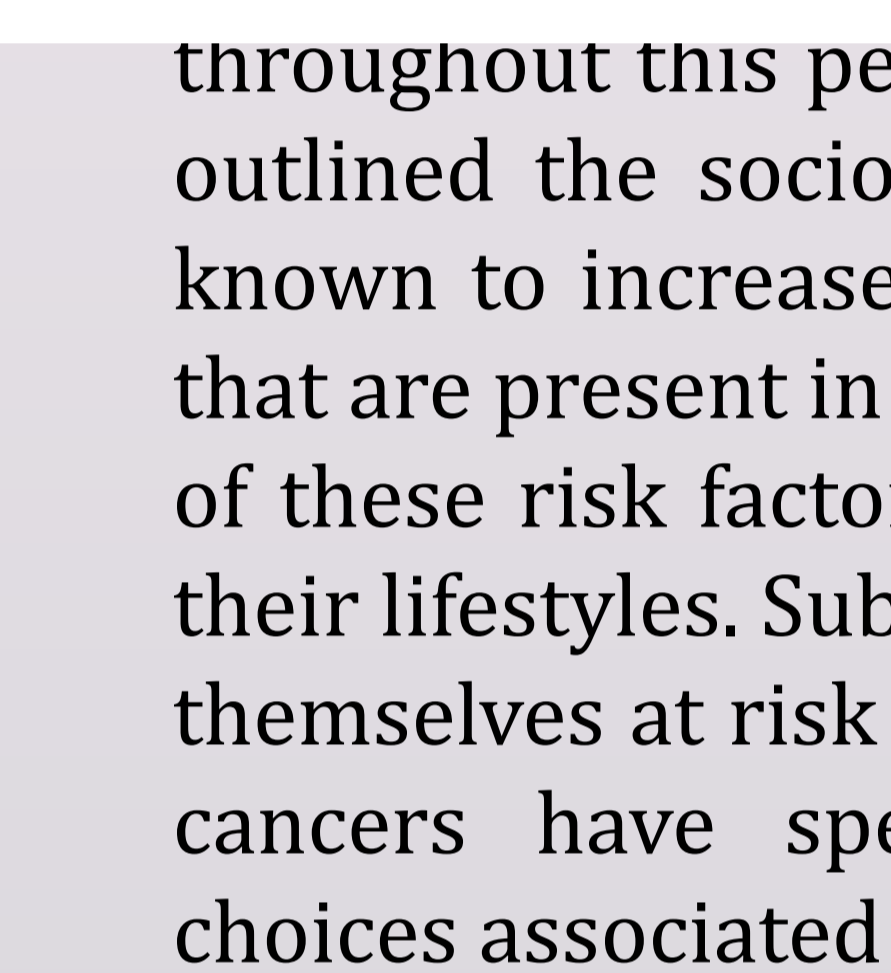 throughout this pe
outlined the socio
known to increase
that are present in
of these risk facto
their lifestyles. Sub
themselves at risk
cancers have spe
choices associated